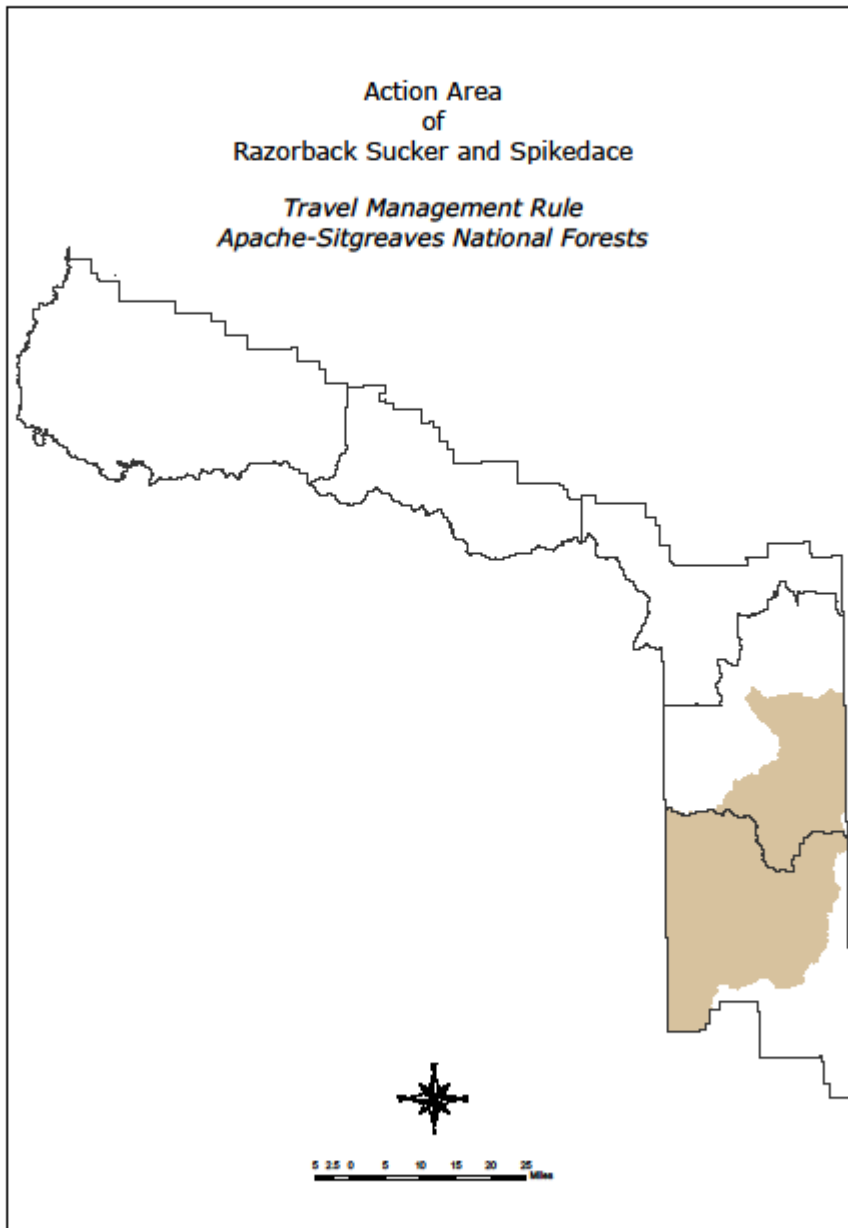 Action Area
of
Razorback Sucker and Spikedace
Travel Management Rule
Apache-Sitgreaves National Forests
5 2.5 0 5 10 15 20 25
Miles